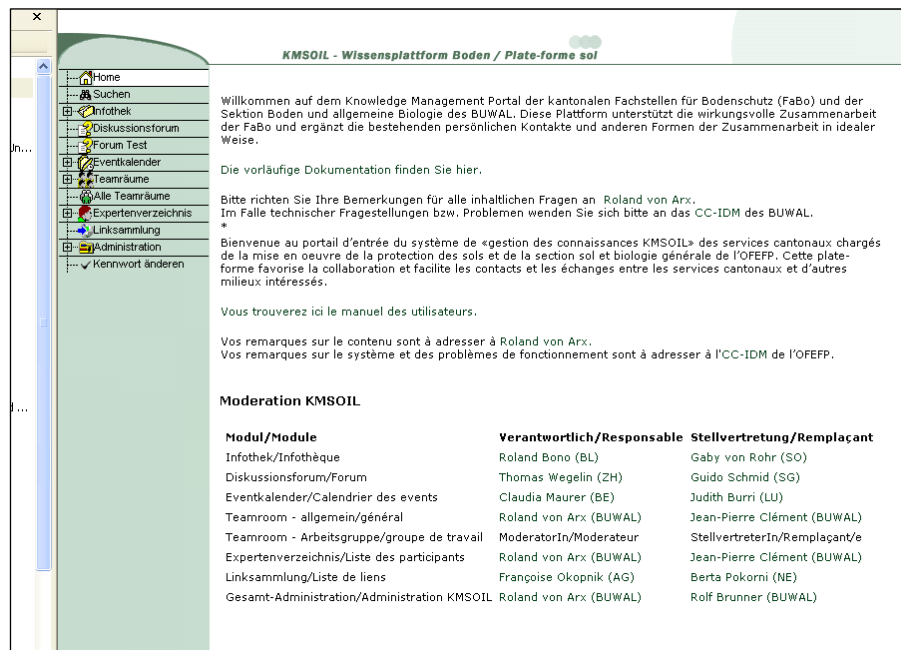 KMSOIL - Wissensplattform Boden / Plate-forme sol
Home
Suchen
Infothek
Diskussionsforum
Forum Test
Eventkalender
Teamräume
Alle Teamräume
Expertenverzeichnis
Linksammlung
Administration
Kennwort änderen
Willkommen auf dem Knowledge Management Portal der kantonalen Fachstellen für Bodenschutz (FaBo) und der
Sektion Boden und allgemeine Biologie des BUWAL. Diese Plattform unterstützt die wirkungsvolle Zusammenarbeit
der FaBo und ergänzt die bestehenden persönlichen Kontakte und anderen Formen der Zusammenarbeit in idealer
Weise.
Die vorläufige Dokumentation finden Sie hier.
Bitte richten Sie Ihre Bemerkungen für alle inhaltlichen Fragen an Roland von Arx.
Im Falle technischer Fragestellungen bzw. Problemen wenden Sie sich bitte an das CC-IDM des BUWAL.
*
Bienvenue au portail d'entrée du système de «gestion des connaissances KMSOIL» des services cantonaux chargés
de la mise en oeuvre de la protection des sols et de la section sol et biologie générale de l'OFEFP. Cette plate-
forme favorise la collaboration et facilite les contacts et les échanges entre les services cantonaux et d'autres
milieux intéressés.
Vous trouverez ici le manuel des utilisateurs.
Vos remarques sur le contenu sont à adresser à Roland von Arx.
Vos remarques sur le système et des problèmes de fonctionnement sont à adresser à l'CC-IDM de l'OFEFP.
Moderation KMSOIL
Modul/Module Verantwortlich/Responsable Stellvertretung/Remplaçant
Infothek/Infothèque Roland Bono (BL) Gaby von Rohr (SO)
Diskussionsforum/Forum Thomas Wegelin (ZH) Guido Schmid (SG)
Eventkalender/Calendrier des events Claudia Maurer (BE) Judith Burri (LU)
Teamroom - allgemein/général Roland von Arx (BUWAL) Jean-Pierre Clément (BUWAL)
Teamroom - Arbeitsgruppe/groupe de travail ModeratorIn/Moderateur StellvertreterIn/Remplaçant/e
Expertenverzeichnis/Liste des participants Roland von Arx (BUWAL) Jean-Pierre Clément (BUWAL)
Linksammlung/Liste de liens Françoise Okopnik (AG) Berta Pokorni (NE)
Gesamt-Administration/Administration KMSOIL Roland von Arx (BUWAL) Rolf Brunner (BUWAL)